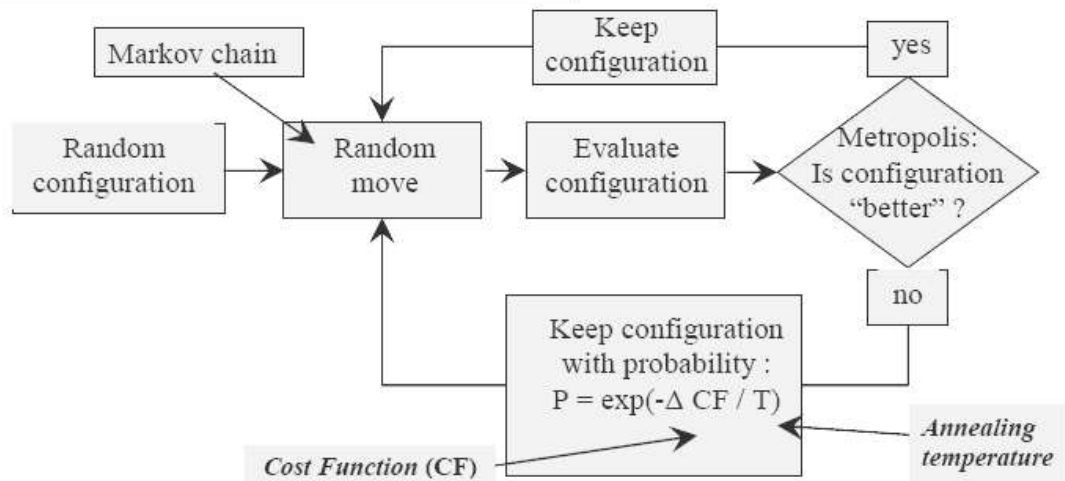 Markov chain
Keep
configuration
yes
Random
configuration
Random
move
Evaluate
configuration
Metropolis:
Is configuration
“better” ?
no
Keep configuration
with probability :
P = exp(-Δ CF / T)
Cost Function (CF)
Annealing
temperature